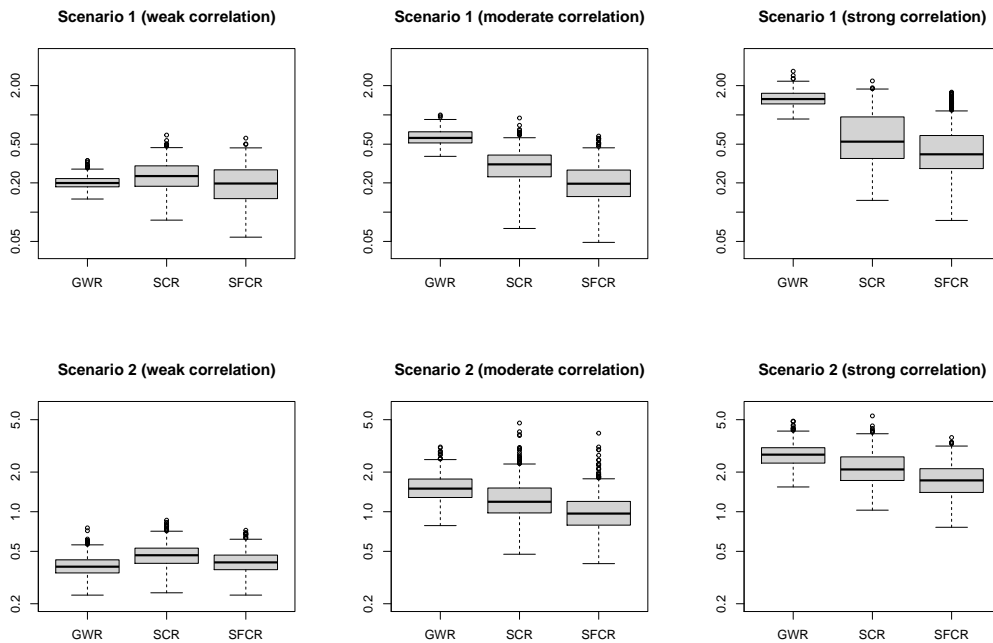 Scenario 1 (weak correlation)
2.00
0.50
0.20
0.05
GWR SCR SFCR
Scenario 1 (moderate correlation)
2.00
0.50
0.20
0.05
GWR SCR SFCR
Scenario 1 (strong correlation)
2.00
0.50
0.20
0.05
GWR SCR SFCR
Scenario 2 (weak correlation)
5.0
2.0
1.0
0.5
0.2
GWR SCR SFCR
Scenario 2 (moderate correlation)
5.0
2.0
1.0
0.5
0.2
GWR SCR SFCR
Scenario 2 (strong correlation)
5.0
2.0
1.0
0.5
0.2
GWR SCR SFCR